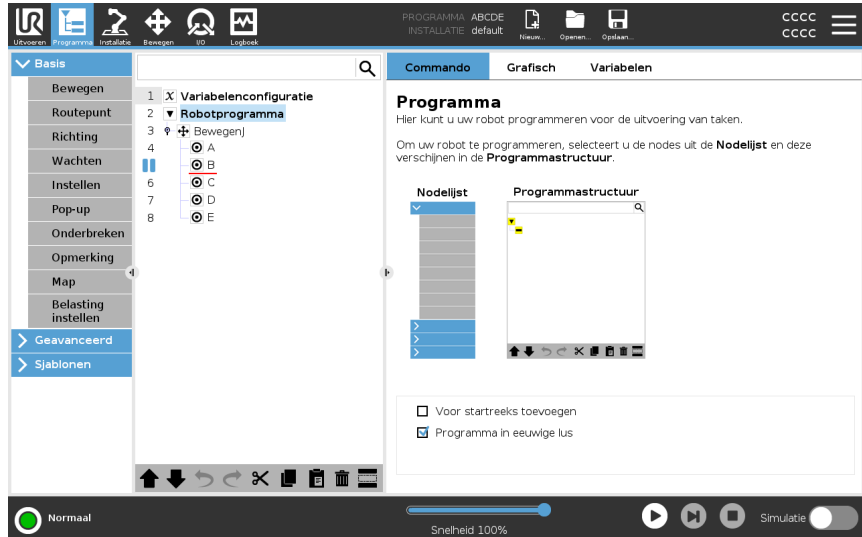 UR
Uitvoeren Programma Installatie Bewegen I/O Logboek
PROGRAMMA ABCDE
INSTALLATIE default
Nieuw... Openen... Opslaan...
CCCC
CCCC
Basis
Bewegen
Routepunt
Richting
Wachten
Instellen
Pop-up
Onderbreken
Opmerking
Map
Belasting
instellen
Geavanceerd
Sjablonen
1 X Variabelenconfiguratie
2 Robotprogramma
3 BewegenJ
4 A
B
6 C
7 D
8 E
Commando Grafisch Variabelen
Programma
Hier kunt u uw robot programmeren voor de uitvoering van taken.
Om uw robot te programmeren, selecteert u de nodes uit de Nodelijst en deze
verschijnen in de Programmastructuur.
Nodelijst Programmastructuur
Voor startreeks toevoegen
Programma in eeuwige lus
Normaal
Snelheid 100%
Simulatie